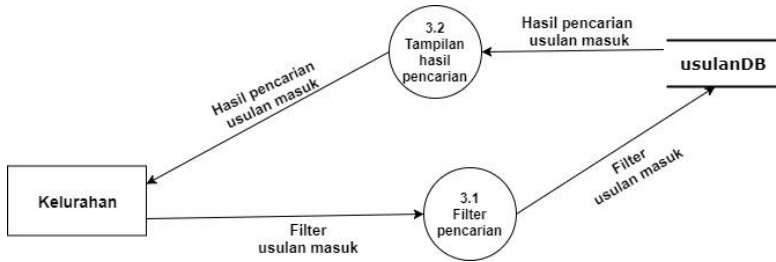 3.2
Tampilan
hasil
pencarian
Hasil pencarian
usulan masuk
usulanDB
Hasil pencarian
usulan masuk
Filter
usulan masuk
Kelurahan
3.1
Filter
pencarian
Filter
usulan masuk